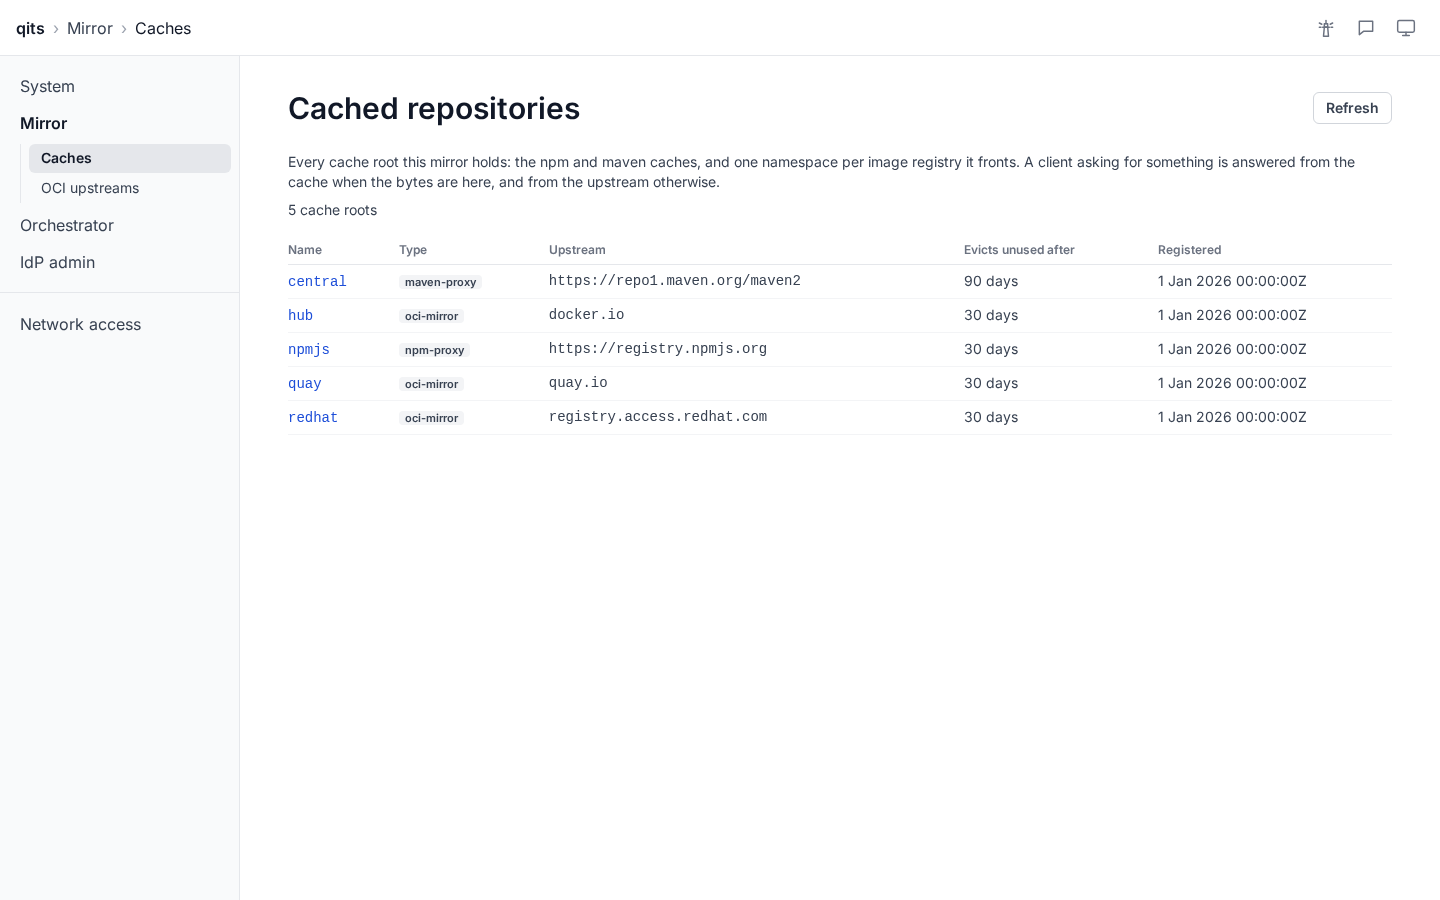 qits › Mirror › Caches
System
Mirror
Caches
OCI upstreams
Orchestrator
IdP admin
Network access
Cached repositories
Refresh
Every cache root this mirror holds: the npm and maven caches, and one namespace per image registry it fronts. A client asking for something is answered from the
cache when the bytes are here, and from the upstream otherwise.
5 cache roots
Name Type Upstream Evicts unused after Registered
central maven-proxy https://repo1.maven.org/maven2 90 days 1 Jan 2026 00:00:00Z
hub oci-mirror docker.io 30 days 1 Jan 2026 00:00:00Z
npmjs npm-proxy https://registry.npmjs.org 30 days 1 Jan 2026 00:00:00Z
quay oci-mirror quay.io 30 days 1 Jan 2026 00:00:00Z
redhat oci-mirror registry.access.redhat.com 30 days 1 Jan 2026 00:00:00Z